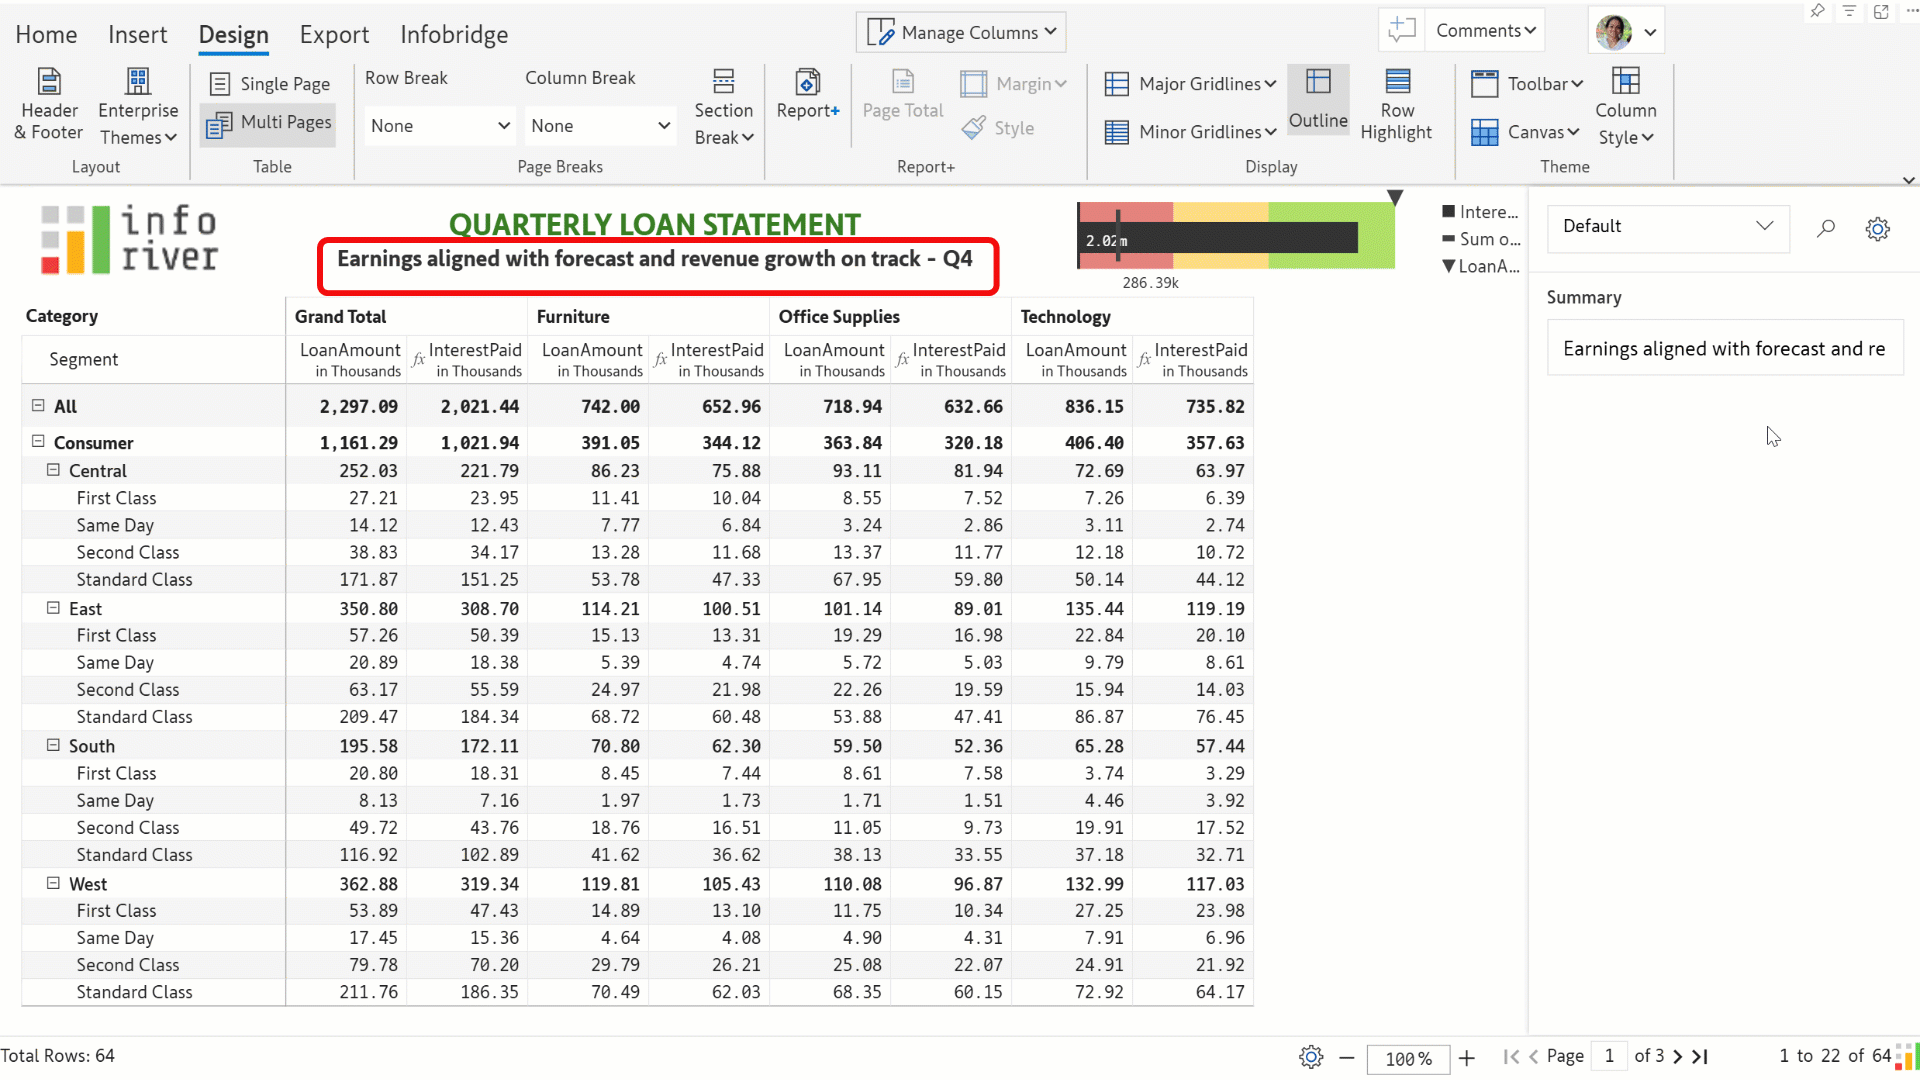 Home Insert Design Export Infobridge Manage Columns Comments
Header & Footer
Enterprise Themes
Layout
Single Page
Multi Pages
Table
Row Break
None
Column Break
None
Section Break
Page Breaks
Report+
Page Total
Margin
Style
Report+
Major Gridlines
Minor Gridlines
Outline
Row Highlight
Display
Toolbar
Canvas
Column Style
Theme
info
river
QUARTERLY LOAN STATEMENT
Earnings aligned with forecast and revenue growth on track - Q4
2.02m
286.39k
Intere...
Sum o...
LoanA...
Default
Summary
Earnings aligned with forecast and re
Category Grand Total Furniture Office Supplies Technology
Segment LoanAmount in Thousands fx InterestPaid in Thousands LoanAmount in Thousands fx InterestPaid in Thousands LoanAmount in Thousands fx InterestPaid in Thousands LoanAmount in Thousands fx InterestPaid in Thousands
All 2,297.09 2,021.44 742.00 652.96 718.94 632.66 836.15 735.82
Consumer 1,161.29 1,021.94 391.05 344.12 363.84 320.18 406.40 357.63
Central 252.03 221.79 86.23 75.88 93.11 81.94 72.69 63.97
First Class 27.21 23.95 11.41 10.04 8.55 7.52 7.26 6.39
Same Day 14.12 12.43 7.77 6.84 3.24 2.86 3.11 2.74
Second Class 38.83 34.17 13.28 11.68 13.37 11.77 12.18 10.72
Standard Class 171.87 151.25 53.78 47.33 67.95 59.80 50.14 44.12
East 350.80 308.70 114.21 100.51 101.14 89.01 135.44 119.19
First Class 57.26 50.39 15.13 13.31 19.29 16.98 22.84 20.10
Same Day 20.89 18.38 5.39 4.74 5.72 5.03 9.79 8.61
Second Class 63.17 55.59 24.97 21.98 22.26 19.59 15.94 14.03
Standard Class 209.47 184.34 68.72 60.48 53.88 47.41 86.87 76.45
South 195.58 172.11 70.80 62.30 59.50 52.36 65.28 57.44
First Class 20.80 18.31 8.45 7.44 8.61 7.58 3.74 3.29
Same Day 8.13 7.16 1.97 1.73 1.71 1.51 4.46 3.92
Second Class 49.72 43.76 18.76 16.51 11.05 9.73 19.91 17.52
Standard Class 116.92 102.89 41.62 36.62 38.13 33.55 37.18 32.71
West 362.88 319.34 119.81 105.43 110.08 96.87 132.99 117.03
First Class 53.89 47.43 14.89 13.10 11.75 10.34 27.25 23.98
Same Day 17.45 15.36 4.64 4.08 4.90 4.31 7.91 6.96
Second Class 79.78 70.20 29.79 26.21 25.08 22.07 24.91 21.92
Standard Class 211.76 186.35 70.49 62.03 68.35 60.15 72.92 64.17
Total Rows: 64 100 % Page 1 of 3 1 to 22 of 64